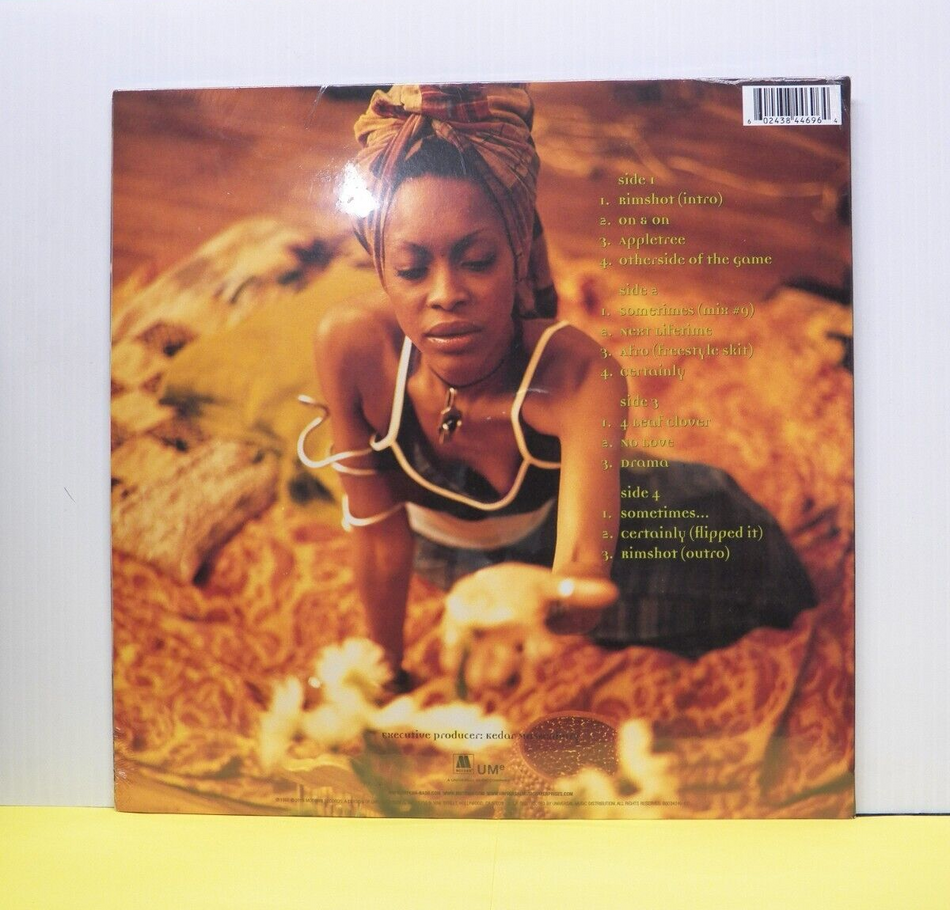 6 02438 44696 4
side 1
1. Rimshot (intro)
2. on & on
3. Appletree
4. otherside of the game
side 2
1. sometimes (mix #9)
2. Next Lifetime
3. Afro (freestyle skit)
4. certainly
side 3
1. 4 Leaf clover
2. No Love
3. Drama
side 4
1. sometimes...
2. certainly (flipped it)
3. Rimshot (outro)
executive producer: Kedar
M UMe